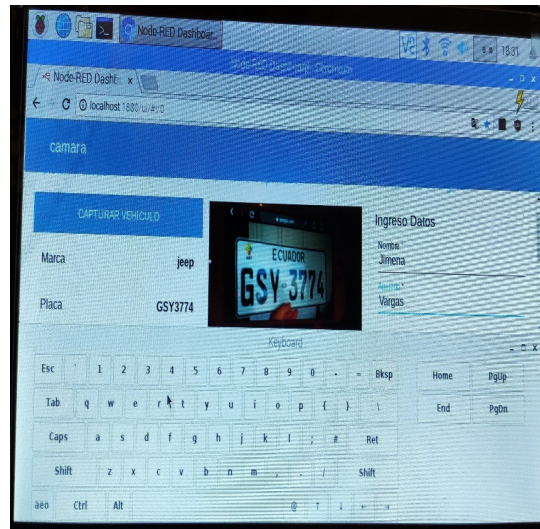 Node-RED Dashboar
18:31
Node-RED Dashboard - Chromium
Node-RED Dashb
x
localhost:1880/ui/#!/0
camara
CAPTURAR VEHICULO
Marca
jeep
Placa
GSY3774
ECUADOR
GSY-3774
Ingreso Datos
Nombre
Jimena
Vargas
Keyboard
Esc ` 1 2 3 4 5 6 7 8 9 0 - = Bksp Home PgUp
Tab q w e r t y u i o p { } \ End PgDn
Caps a s d f g h j k l ; # Ret
Shift z x c v b n m , . / Shift
Ctrl Alt @ ↑ ↓ ← →